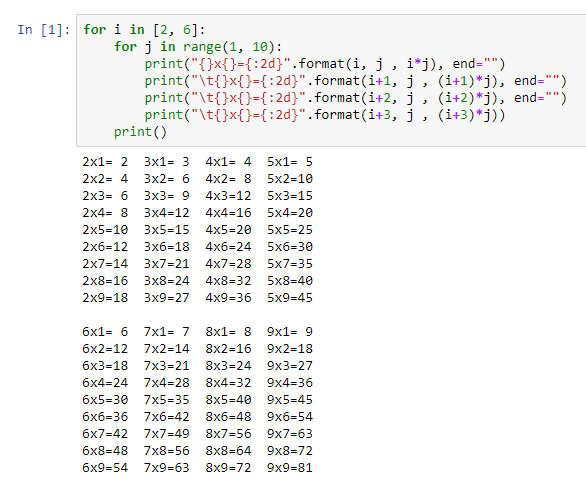 In [1]: for i in [2, 6]:
    for j in range(1, 10):
        print("{}x{}={:2d}".format(i, j , i*j), end="")
        print("\t{}x{}={:2d}".format(i+1, j , (i+1)*j), end="")
        print("\t{}x{}={:2d}".format(i+2, j , (i+2)*j), end="")
        print("\t{}x{}={:2d}".format(i+3, j , (i+3)*j))
    print()
2x1= 2  3x1= 3  4x1= 4  5x1= 5
2x2= 4  3x2= 6  4x2= 8  5x2=10
2x3= 6  3x3= 9  4x3=12  5x3=15
2x4= 8  3x4=12  4x4=16  5x4=20
2x5=10  3x5=15  4x5=20  5x5=25
2x6=12  3x6=18  4x6=24  5x6=30
2x7=14  3x7=21  4x7=28  5x7=35
2x8=16  3x8=24  4x8=32  5x8=40
2x9=18  3x9=27  4x9=36  5x9=45
6x1= 6  7x1= 7  8x1= 8  9x1= 9
6x2=12  7x2=14  8x2=16  9x2=18
6x3=18  7x3=21  8x3=24  9x3=27
6x4=24  7x4=28  8x4=32  9x4=36
6x5=30  7x5=35  8x5=40  9x5=45
6x6=36  7x6=42  8x6=48  9x6=54
6x7=42  7x7=49  8x7=56  9x7=63
6x8=48  7x8=56  8x8=64  9x8=72
6x9=54  7x9=63  8x9=72  9x9=81